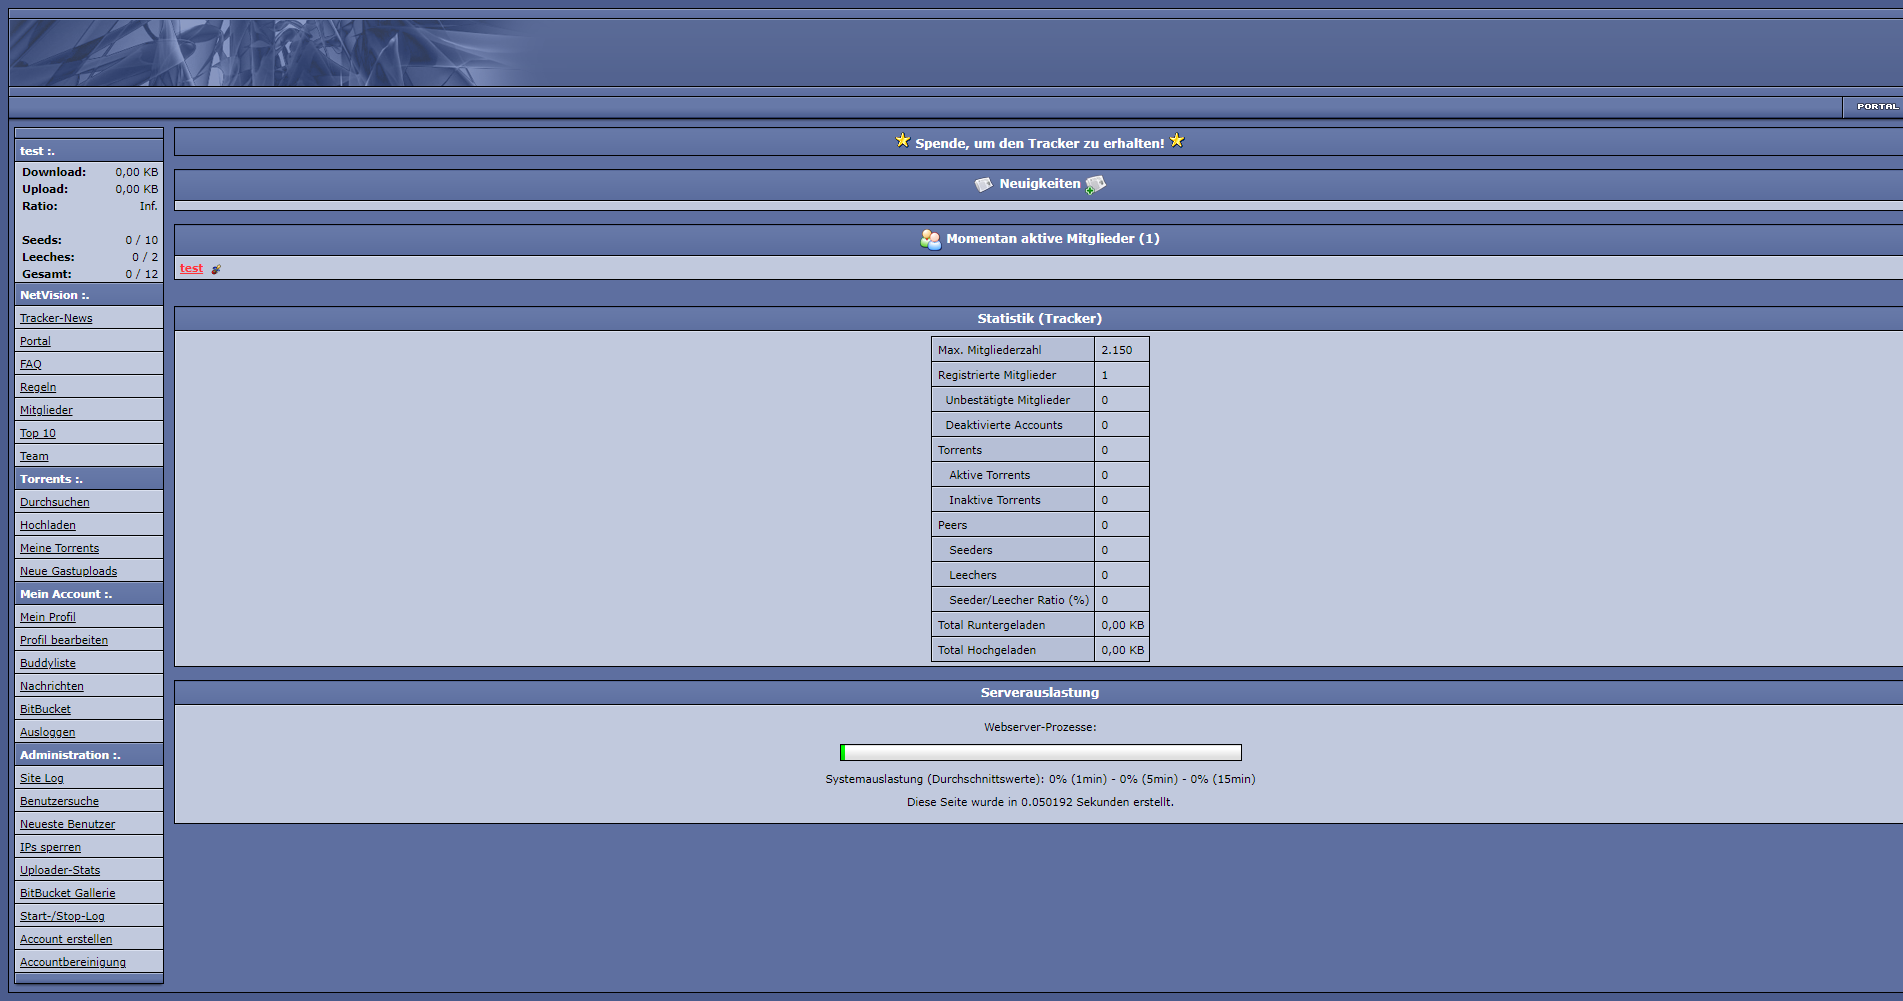 PORTAL
test :.
Download: 0,00 KB
Upload: 0,00 KB
Ratio: Inf.
Seeds: 0 / 10
Leeches: 0 / 2
Gesamt: 0 / 12
NetVision :.
Tracker-News
Portal
FAQ
Regeln
Mitglieder
Top 10
Team
Torrents :.
Durchsuchen
Hochladen
Meine Torrents
Neue Gastuploads
Mein Account :.
Mein Profil
Profil bearbeiten
Buddyliste
Nachrichten
BitBucket
Ausloggen
Administration :.
Site Log
Benutzersuche
Neueste Benutzer
IPs sperren
Uploader-Stats
BitBucket Gallerie
Start-/Stop-Log
Account erstellen
Accountbereinigung
Spende, um den Tracker zu erhalten!
Neuigkeiten
Momentan aktive Mitglieder (1)
test
Statistik (Tracker)
Max. Mitgliederzahl 2.150
Registrierte Mitglieder 1
Unbestätigte Mitglieder 0
Deaktivierte Accounts 0
Torrents 0
Aktive Torrents 0
Inaktive Torrents 0
Peers 0
Seeders 0
Leechers 0
Seeder/Leecher Ratio (%) 0
Total Runtergeladen 0,00 KB
Total Hochgeladen 0,00 KB
Serverauslastung
Webserver-Prozesse:
Systemauslastung (Durchschnittswerte): 0% (1min) - 0% (5min) - 0% (15min)
Diese Seite wurde in 0.050192 Sekunden erstellt.